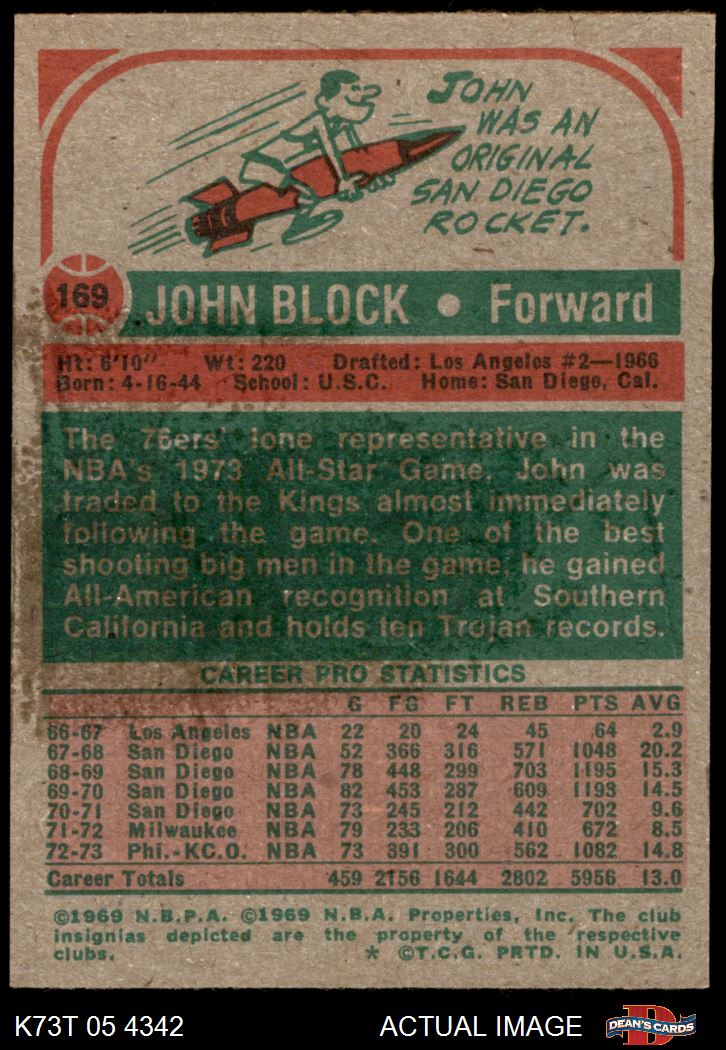 JOHN
WAS AN
ORIGINAL
SAN DIEGO
ROCKET.
169
JOHN BLOCK • Forward
Ht: 6'10" Wt: 220 Drafted: Los Angeles #2—1966
Born: 4-16-44 School: U.S.C. Home: San Diego, Cal.
The 76ers' lone representative in the
NBA's 1973 All-Star Game, John was
traded to the Kings almost immediately
following the game. One of the best
shooting big men in the game, he gained
All-American recognition at Southern
California and holds ten Trojan records.
CAREER PRO STATISTICS
G FG FT REB PTS AVG
66-67 Los Angeles NBA 22 20 24 45 64 2.9
67-68 San Diego NBA 52 366 316 571 1048 20.2
68-69 San Diego NBA 78 448 299 703 1195 15.3
69-70 San Diego NBA 82 453 287 609 1193 14.5
70-71 San Diego NBA 73 245 212 442 702 9.6
71-72 Milwaukee NBA 79 233 206 410 672 8.5
72-73 Phi.-KC.O. NBA 73 391 300 562 1082 14.8
Career Totals 459 2156 1644 2802 5956 13.0
©1969 N.B.P.A. ©1969 N.B.A. Properties, Inc. The club
insignias depicted are the property of the respective
clubs. * ©T.C.G. PRTD. IN U.S.A.
K73T 05 4342 ACTUAL IMAGE D DEAN'S CARDS